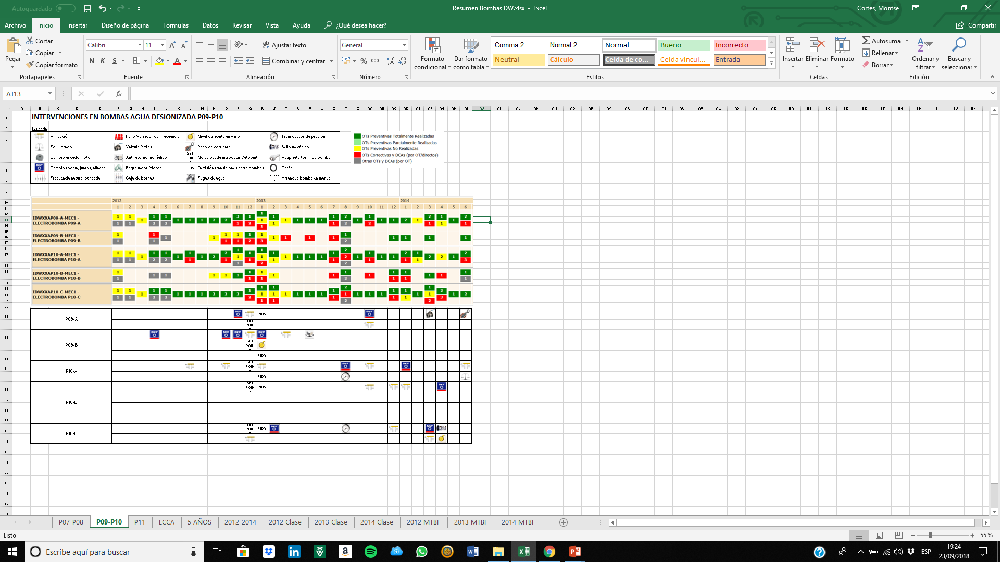 Autoguardado
Resumen Bombas DW.xlsx - Excel
Cortes, Montse
Archivo Inicio Insertar Diseño de página Fórmulas Datos Revisar Vista Ayuda ¿Qué desea hacer? Compartir
Pegar
Cortar
Copiar
Copiar formato
Calibri 11
N K S
Ajustar texto
Combinar y centrar
General
% 000
Formato condicional
Dar formato como tabla
Comma 2 Normal 2 Normal Bueno Incorrecto
Neutral Cálculo Celda de co... Celda vincul... Entrada
Insertar Eliminar Formato
Autosuma
Rellenar
Borrar
Ordenar y filtrar
Buscar y seleccionar
Portapapeles Fuente Alineación Número Estilos Celdas Edición
AJ13 fx
A B C D E F G H I J K L M N O P Q R S T U V W X Y Z AA AB AC AD AE AF AG AH AI AJ AK AL AM AN AO AP AQ AR AS AT AU AV AW AX AY AZ BA BB BC BD BE BF BG BH BI BJ BK
INTERVENCIONES EN BOMBAS AGUA DESIONIZADA P09-P10
Leyenda
Alineación Fallo Variador de Frecuencia Nivel de aceite en vaso Transductor de presión
Equilibrado Válvula 2 vías Paso de corriente Sello mecánico
Cambio escudo motor Antiretorno hidráulico No se puede introducir Setpoint Reapriete tornillos bomba
Cambio rodam, juntas, alineac. Engrasador Motor PID's Revisión transiciones entre bombas Retén
Frecuencia natural bancada Caja de bornas Fugas de agua Arranque bomba en manual
OTs Preventivas Totalmente Realizadas
OTs Preventivas Parcialmente Realizadas
OTs Preventivas No Realizadas
OTs Correctivas y DCAs (por OT/directos)
Otras OTs y DCAs (por OT)
2012 2013 2014
1 2 3 4 5 6 7 8 9 10 11 12 1 2 3 4 5 6 7 8 9 10 11 12 1 2 3 4 5 6
IDWXXAP09-A-MEC1 -
ELECTROBOMBA P09-A
IDWXXAP09-B-MEC1 -
ELECTROBOMBA P09-B
IDWXXAP10-A-MEC1 -
ELECTROBOMBA P10-A
IDWXXAP10-B-MEC1 -
ELECTROBOMBA P10-B
IDWXXAP10-C-MEC1 -
ELECTROBOMBA P10-C
P09-A PID's
P09-B
PID's
P10-A
PID's
P10-B PID's
P10-C PID's
P07-P08 P09-P10 P11 LCCA 5 AÑOS 2012-2014 2012 Clase 2013 Clase 2014 Clase 2012 MTBF 2013 MTBF 2014 MTBF
Listo
55 %
Escribe aquí para buscar
ESP
19:24
23/09/2018